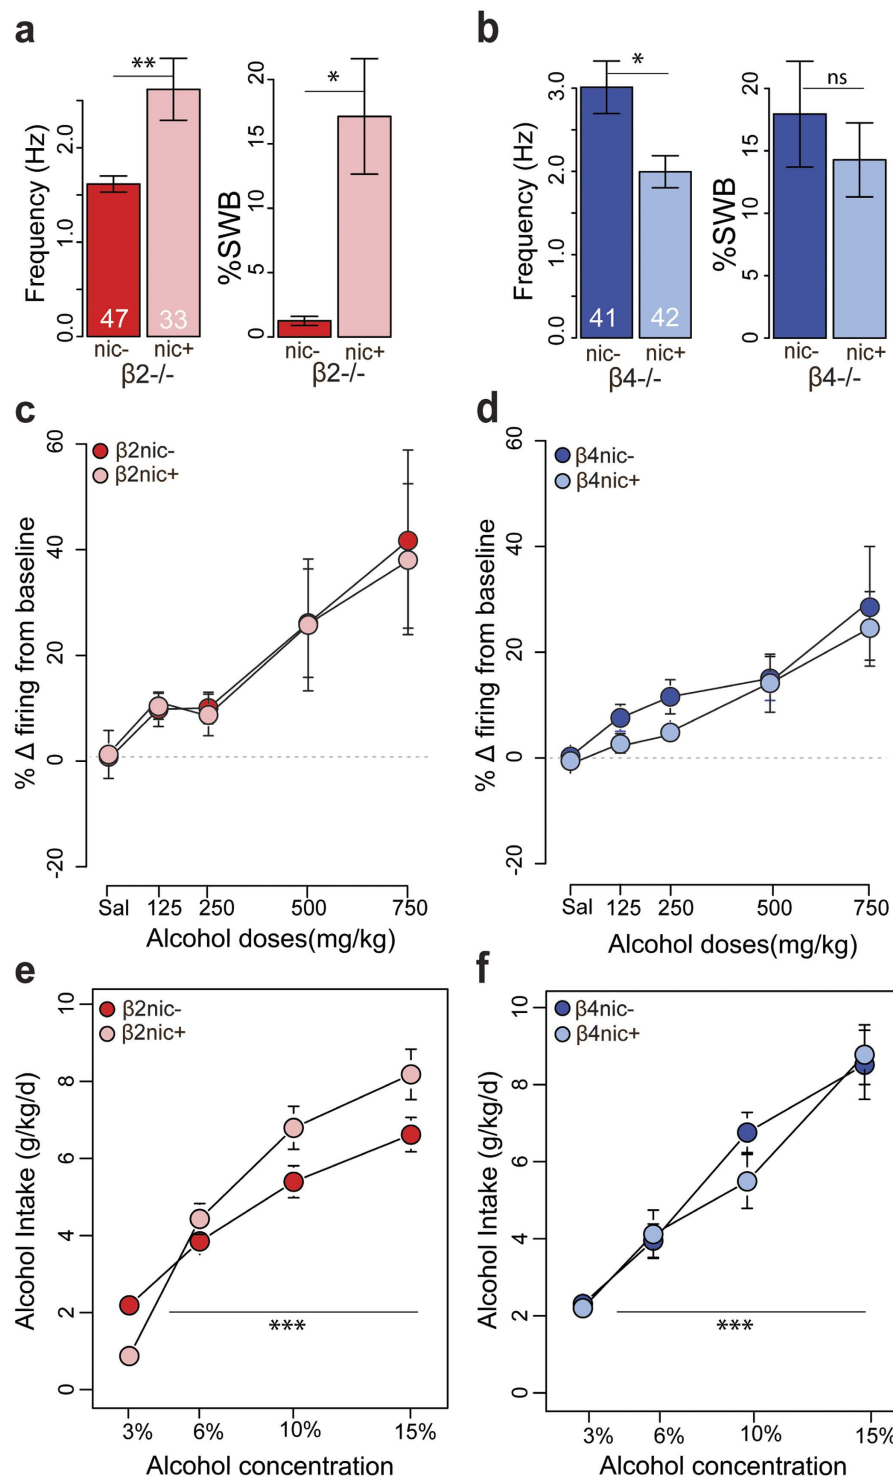 a
Frequency (Hz)
0.0
1.0
2.0
**
47
33
nic-
nic+
β2-/-
%SWB
0
5
10
15
20
*
nic-
nic+
β2-/-
b
Frequency (Hz)
0.0
1.0
2.0
3.0
*
41
42
nic-
nic+
β4-/-
%SWB
0
5
10
15
20
ns
nic-
nic+
β4-/-
c
β2nic-
β2nic+
% Δ firing from baseline
60
40
20
0
-20
Sal 125 250 500 750
Alcohol doses(mg/kg)
d
β4nic-
β4nic+
% Δ firing from baseline
60
40
20
0
-20
Sal 125 250 500 750
Alcohol doses(mg/kg)
e
β2nic-
β2nic+
Alcohol Intake (g/kg/d)
10
8
6
4
2
0
***
3% 6% 10% 15%
Alcohol concentration
f
β4nic-
β4nic+
Alcohol Intake (g/kg/d)
10
8
6
4
2
0
***
3% 6% 10% 15%
Alcohol concentration